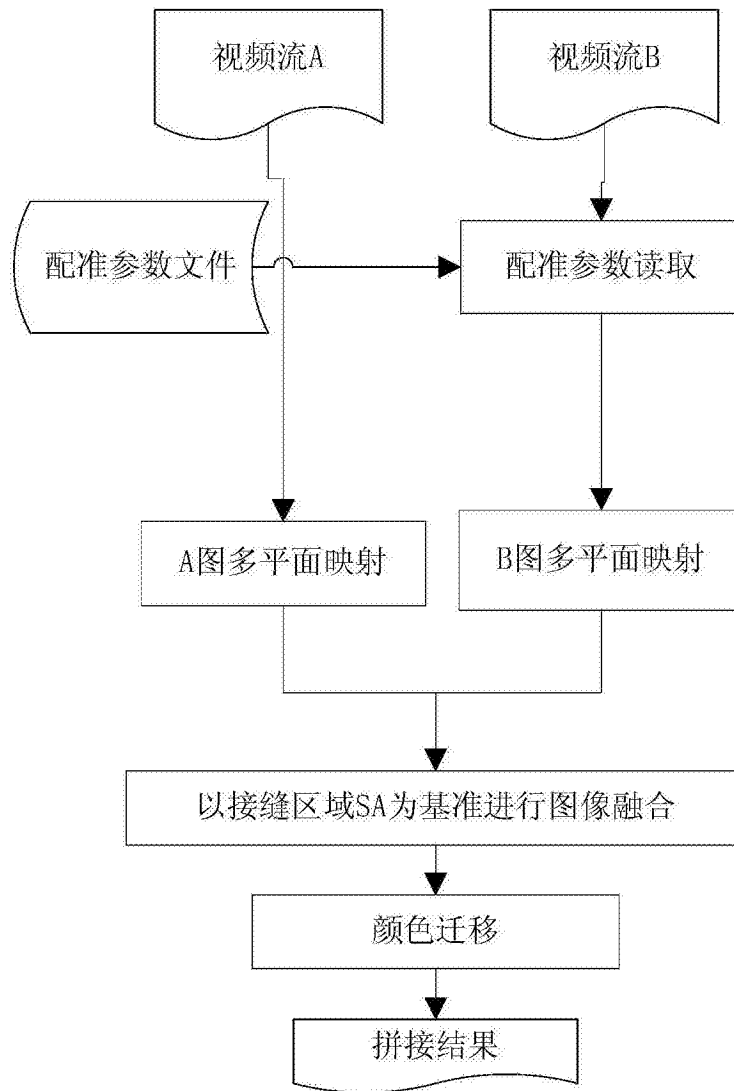 视频流A
视频流B
配准参数文件
配准参数读取
A图多平面映射
B图多平面映射
以接缝区域SA为基准进行图像融合
颜色迁移
拼接结果